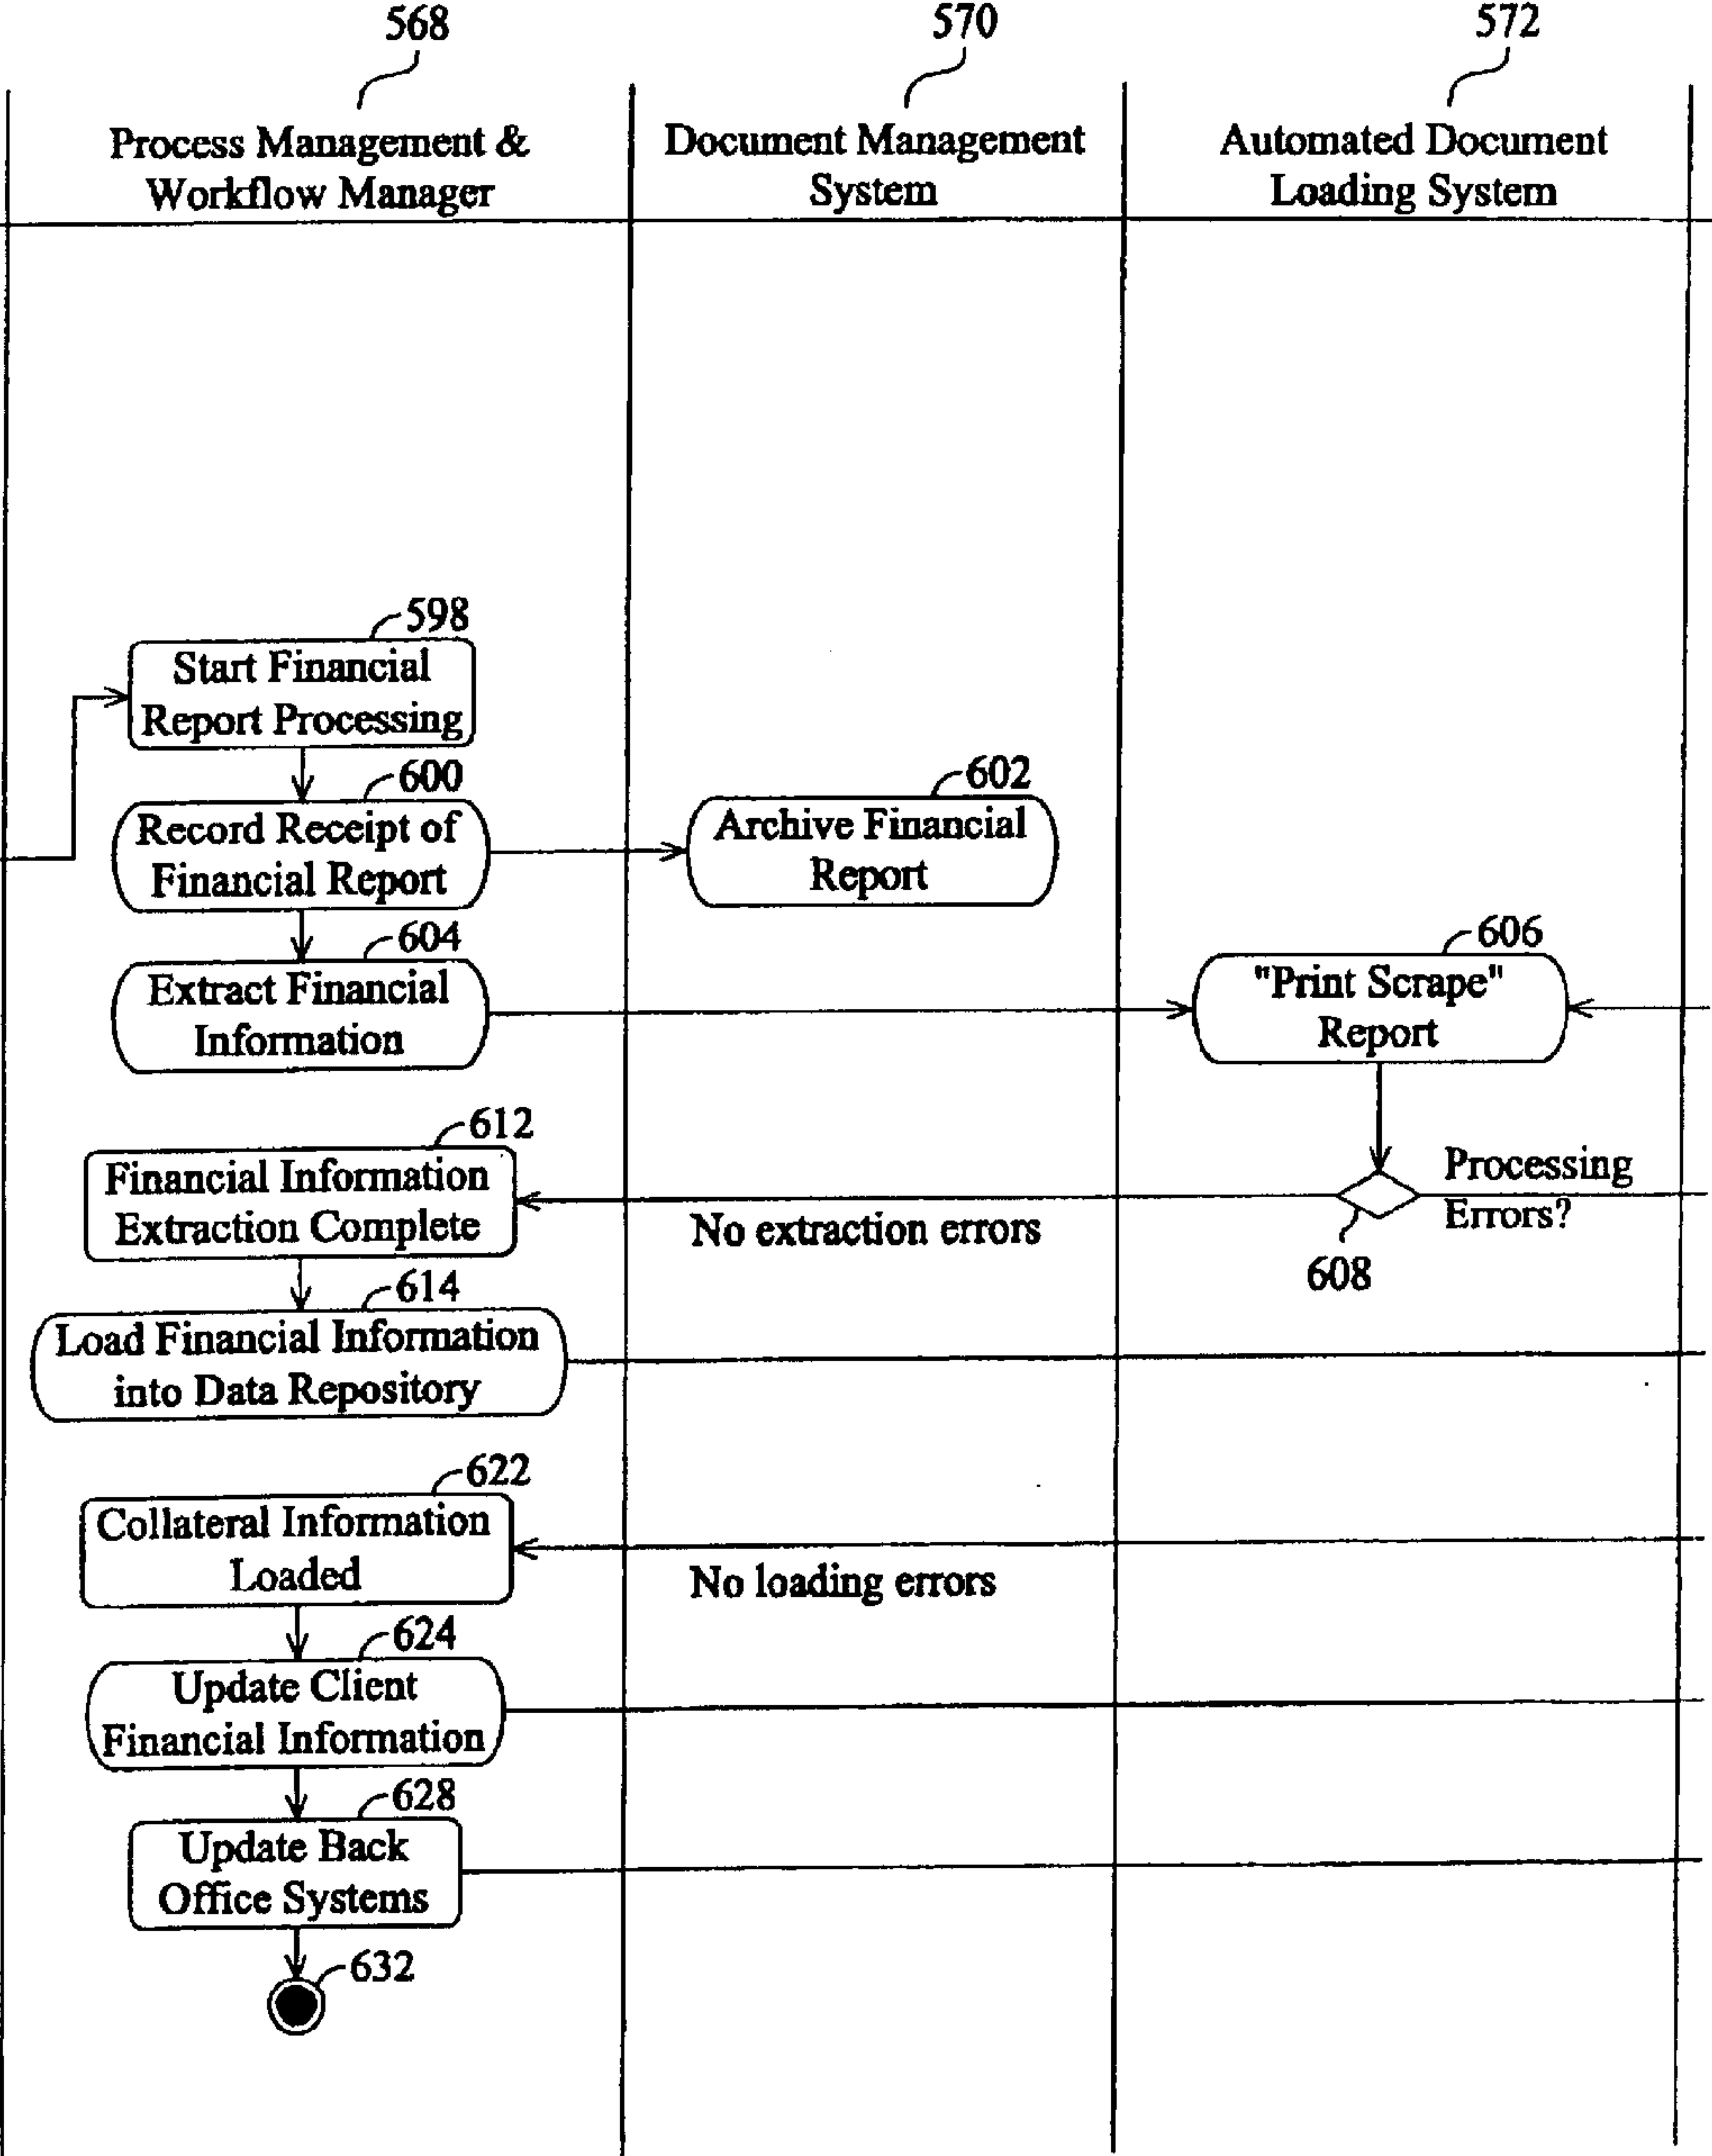 568
570
572
Process Management &
Workflow Manager
Document Management
System
Automated Document
Loading System
598
Start Financial
Report Processing
600
Record Receipt of
Financial Report
602
Archive Financial
Report
604
Extract Financial
Information
606
"Print Scrape"
Report
612
Financial Information
Extraction Complete
No extraction errors
Processing
Errors?
608
614
Load Financial Information
into Data Repository
622
Collateral Information
Loaded
No loading errors
624
Update Client
Financial Information
628
Update Back
Office Systems
632